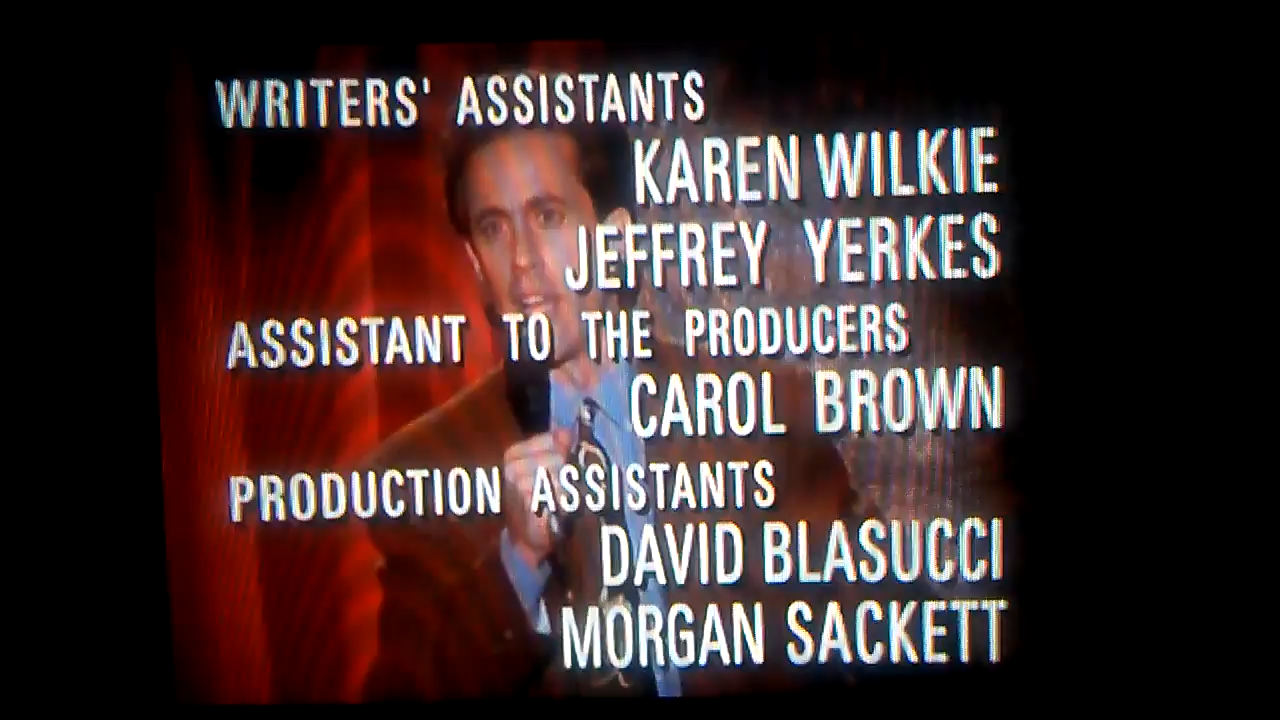 WRITERS' ASSISTANTS
KAREN WILKIE
JEFFREY YERKES
ASSISTANT TO THE PRODUCERS
CAROL BROWN
PRODUCTION ASSISTANTS
DAVID BLASUCCI
MORGAN SACKETT